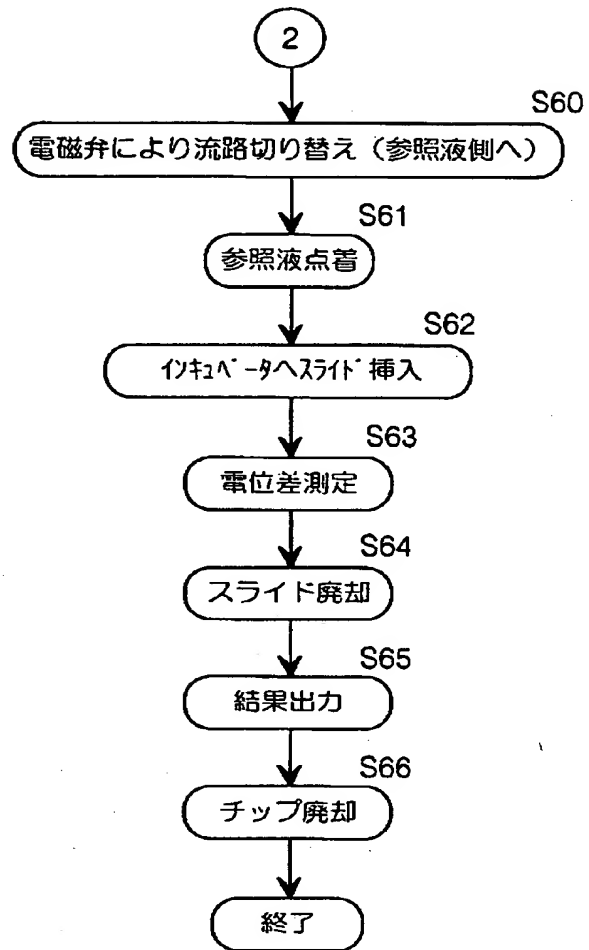 2
S60
電磁弁により流路切り替え（参照液側へ）
S61
参照液点着
S62
ｲﾝｷｭﾍﾞｰﾀへｽﾗｲﾄﾞ挿入
S63
電位差測定
S64
スライド廃却
S65
結果出力
S66
チップ廃却
終了